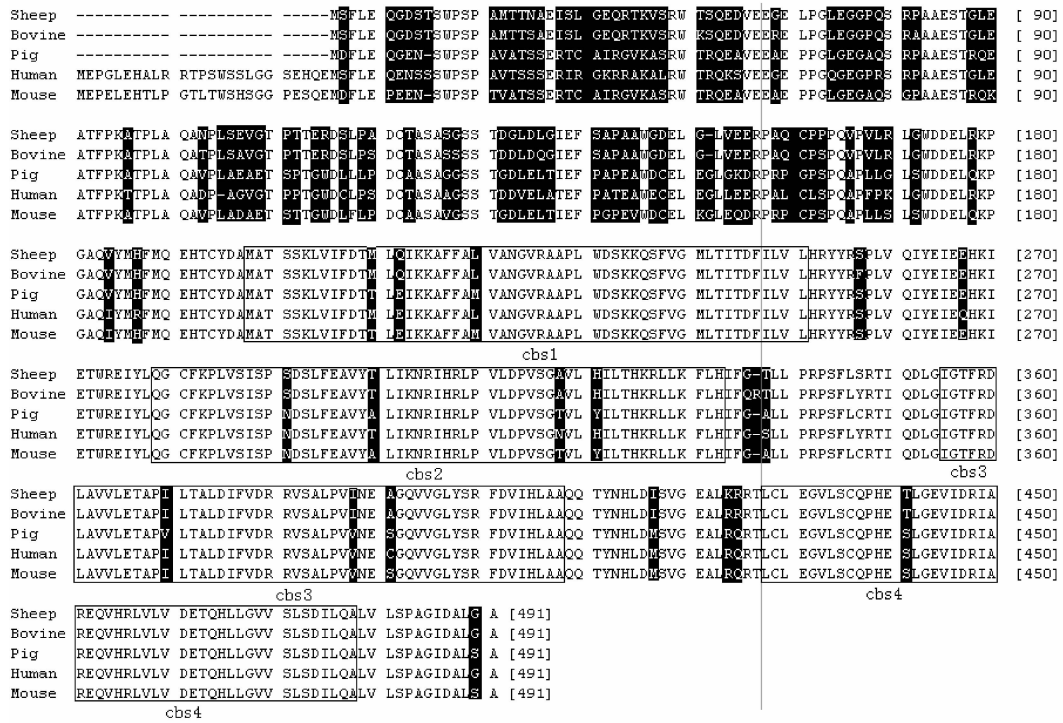 Sheep ---------- ---------- -----MSFLE QGDSTSWPSP AMTTNAEISL GEQRTKVSRW TSQEDVEEGE LPGLEGGPQS RPAAESTGLE [ 90]
Bovine ---------- ---------- -----MSFLE QGDSTSWPSP AMTTSAEISL GEQRTKVSRW KSQEDVEERE LPGLEGGPQS RAAAESTGLE [ 90]
Pig ---------- ---------- -----MDFLE QGEN-SWPSP AVATSSERTC AIRGVKASRW TRQEAVEEAE PPGLGEGAQS RPAAESTRQE [ 90]
Human MEPGLEHALR RTPSWSSLGG SEHQEMSFLE QENSSSWPSP AVTSSSERIR GKRRAKALRW TRQKSVEEGE PPGQGEGPRS RPAAESTGLE [ 90]
Mouse MEPELEHTLP GTLTWSHSGG PESQEMDFLE PEEN-SWPSP TVATSSERTC AIRGVKASRW TRQEAVEEAE PPGLGEGAQS GPAAESTRQK [ 90]
Sheep ATFPKATPLA QANPLSEVGT PTTERDSLPA DCTASASGSS TDGLDLGIEF SAPAAWGDEL G-LVEERPAQ CPPPQVPVLR LGWDDELRKP [180]
Bovine ATFPKATPLA QATPLSAVGT PTTERDSLPS DCTASASSSS TDDLDQGIEF SAPAAWGDEL G-LVEERPAQ CPSPQVPVLR LGWDDELRKP [180]
Pig ATFPKATPLA QAVPLAEAET SPTGWDLLLP DCAASAGGSS TGDLELTIEF PAPEAWDCEL EGLGKDRPRP GPSPQAPLLG LSWDDELQKP [180]
Human ATFPKTTPLA QADP-AGVGT PPTGWDCLPS DCTASAAGSS TDDVELATEF PATEAWECEL EGLLEERPAL CLSPQAPFPK LGWDDELRKP [180]
Mouse ATFPKATPLA QAVPLADAET STTGWDLFLP DCAASAVGSS TGDLELTIEF PGPEVWDCEL KGLEQDRPRP CPSPQAPLLS LSWDDELQKP [180]
Sheep GAQVYMHFMQ EHTCYDAMAT SSKLVIFDTM LQIKKAFFAL VANGVRAAPL WDSKKQSFVG MLTITDFILV LHRYYRSPLV QIYEIEEHKI [270]
Bovine GAQVYMHFMQ EHTCYDAMAT SSKLVIFDTM LQIKKAFFAL VANGVRAAPL WDSKKQSFVG MLTITDFILV LHRYYRFPLV QIYEIEEHKI [270]
Pig GAQVYMHFMQ EHTCYDAMAT SSKLVIFDTT LEIKKAFFAM VANGVRAAPL WDSKKQSFVG MLTITDFILV LHRYYRSPLV QIYEIEEHKI [270]
Human GAQIYMRFMQ EHTCYDAMAT SSKLVIFDTM LEIKKAFFAL VANGVRAAPL WDSKKQSFVG MLTITDFILV LHRYYRSPLV QIYEIEQHKI [270]
Mouse GAQIYMHFMQ EHTCYDAMAT SSKLVIFDTT LEIKKAFFAM VANGVRAAPL WDSKKQSFVG MLTITDFILV LHRYYRSPLV QIYEIEEHKI [270]
cbs1
Sheep ETWREIYLQG CFKPLVSISP SDSLFEAVYT LIKNRIHRLP VLDPVSGAVL HILTHKRLLK FLHIFG-TLL PRPSFLSRTI QDLGIGTFRD [360]
Bovine ETWREIYLQG CFKPLVSISP SDSLFEAVYT LIKNRIHRLP VLDPVSGAVL HILTHKRLLK FLHIFQRTLL PRPSFLYRTI QDLGIGTFRD [360]
Pig ETWREIYLQG CFKPLVSISP NDSLFEAVYA LIKNRIHRLP VLDPVSGTVL YILTHKRLLK FLHIFG-ALL PRPSFLCRTI QDLGIGTFRD [360]
Human ETWREIYLQG CFKPLVSISP NDSLFEAVYT LIKNRIHRLP VLDPVSGNVL HILTHKRLLK FLHIFG-SLL PRPSFLYRTI QDLGIGTFRD [360]
Mouse ETWREIYLQG CFKPLVSISP NDSLFEAVYA LIKNRIHRLP VLDPVSGTVL YILTHKRLLK FLHIFG-ALL PRPSFLCRTI QDLGIGTFRD [360]
cbs2 cbs3
Sheep LAVVLETAPI LTALDIFVDR RVSALPVINE AGQVVGLYSR FDVIHLAAQQ TYNHLDISVG EALKRRTLCL EGVLSCQPHE TLGEVIDRIA [450]
Bovine LAVVLETAPI LTALDIFVDR RVSALPVINE AGQVVGLYSR FDVIHLAAQQ TYNHLDISVG EALRRRTLCL EGVLSCQPHE TLGEVIDRIA [450]
Pig LAVVLETAPV LTALDIFVDR RVSALPVVNE SGQVVGLYSR FDVIHLAAQQ TYNHLDMSVG EALRQRTLCL EGVLSCQPHE SLGEVIDRIA [450]
Human LAVVLETAPI LTALDIFVDR RVSALPVVNE CGQVVGLYSR FDVIHLAAQQ TYNHLDMSVG EALRQRTLCL EGVLSCQPHE SLGEVIDRIA [450]
Mouse LAVVLETAPI LTALDIFVDR RVSALPVVNE SGQVVGLYSR FDVIHLAAQQ TYNHLDMSVG EALRQRTLCL EGVLSCQPHE SLGEVIDRIA [450]
cbs3 cbs4
Sheep REQVHRLVLV DETQHLLGVV SLSDILQALV LSPAGIDALG A [491]
Bovine REQVHRLVLV DETQHLLGVV SLSDILQALV LSPAGIDALG A [491]
Pig REQVHRLVLV DETQHLLGVV SLSDILQALV LSPAGIDALS A [491]
Human REQVHRLVLV DETQHLLGVV SLSDILQALV LSPAGIDALG A [491]
Mouse REQVHRLVLV DETQHLLGVV SLSDILQALV LSPAGIDALS A [491]
cbs4